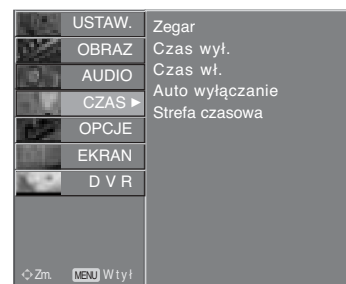 USTAW.
OBRAZ
AUDIO
CZAS ►
OPCJE
EKRAN
D V R
Zegar
Czas wył.
Czas wł.
Auto wyłączanie
Strefa czasowa
Zm. MENU Wtył